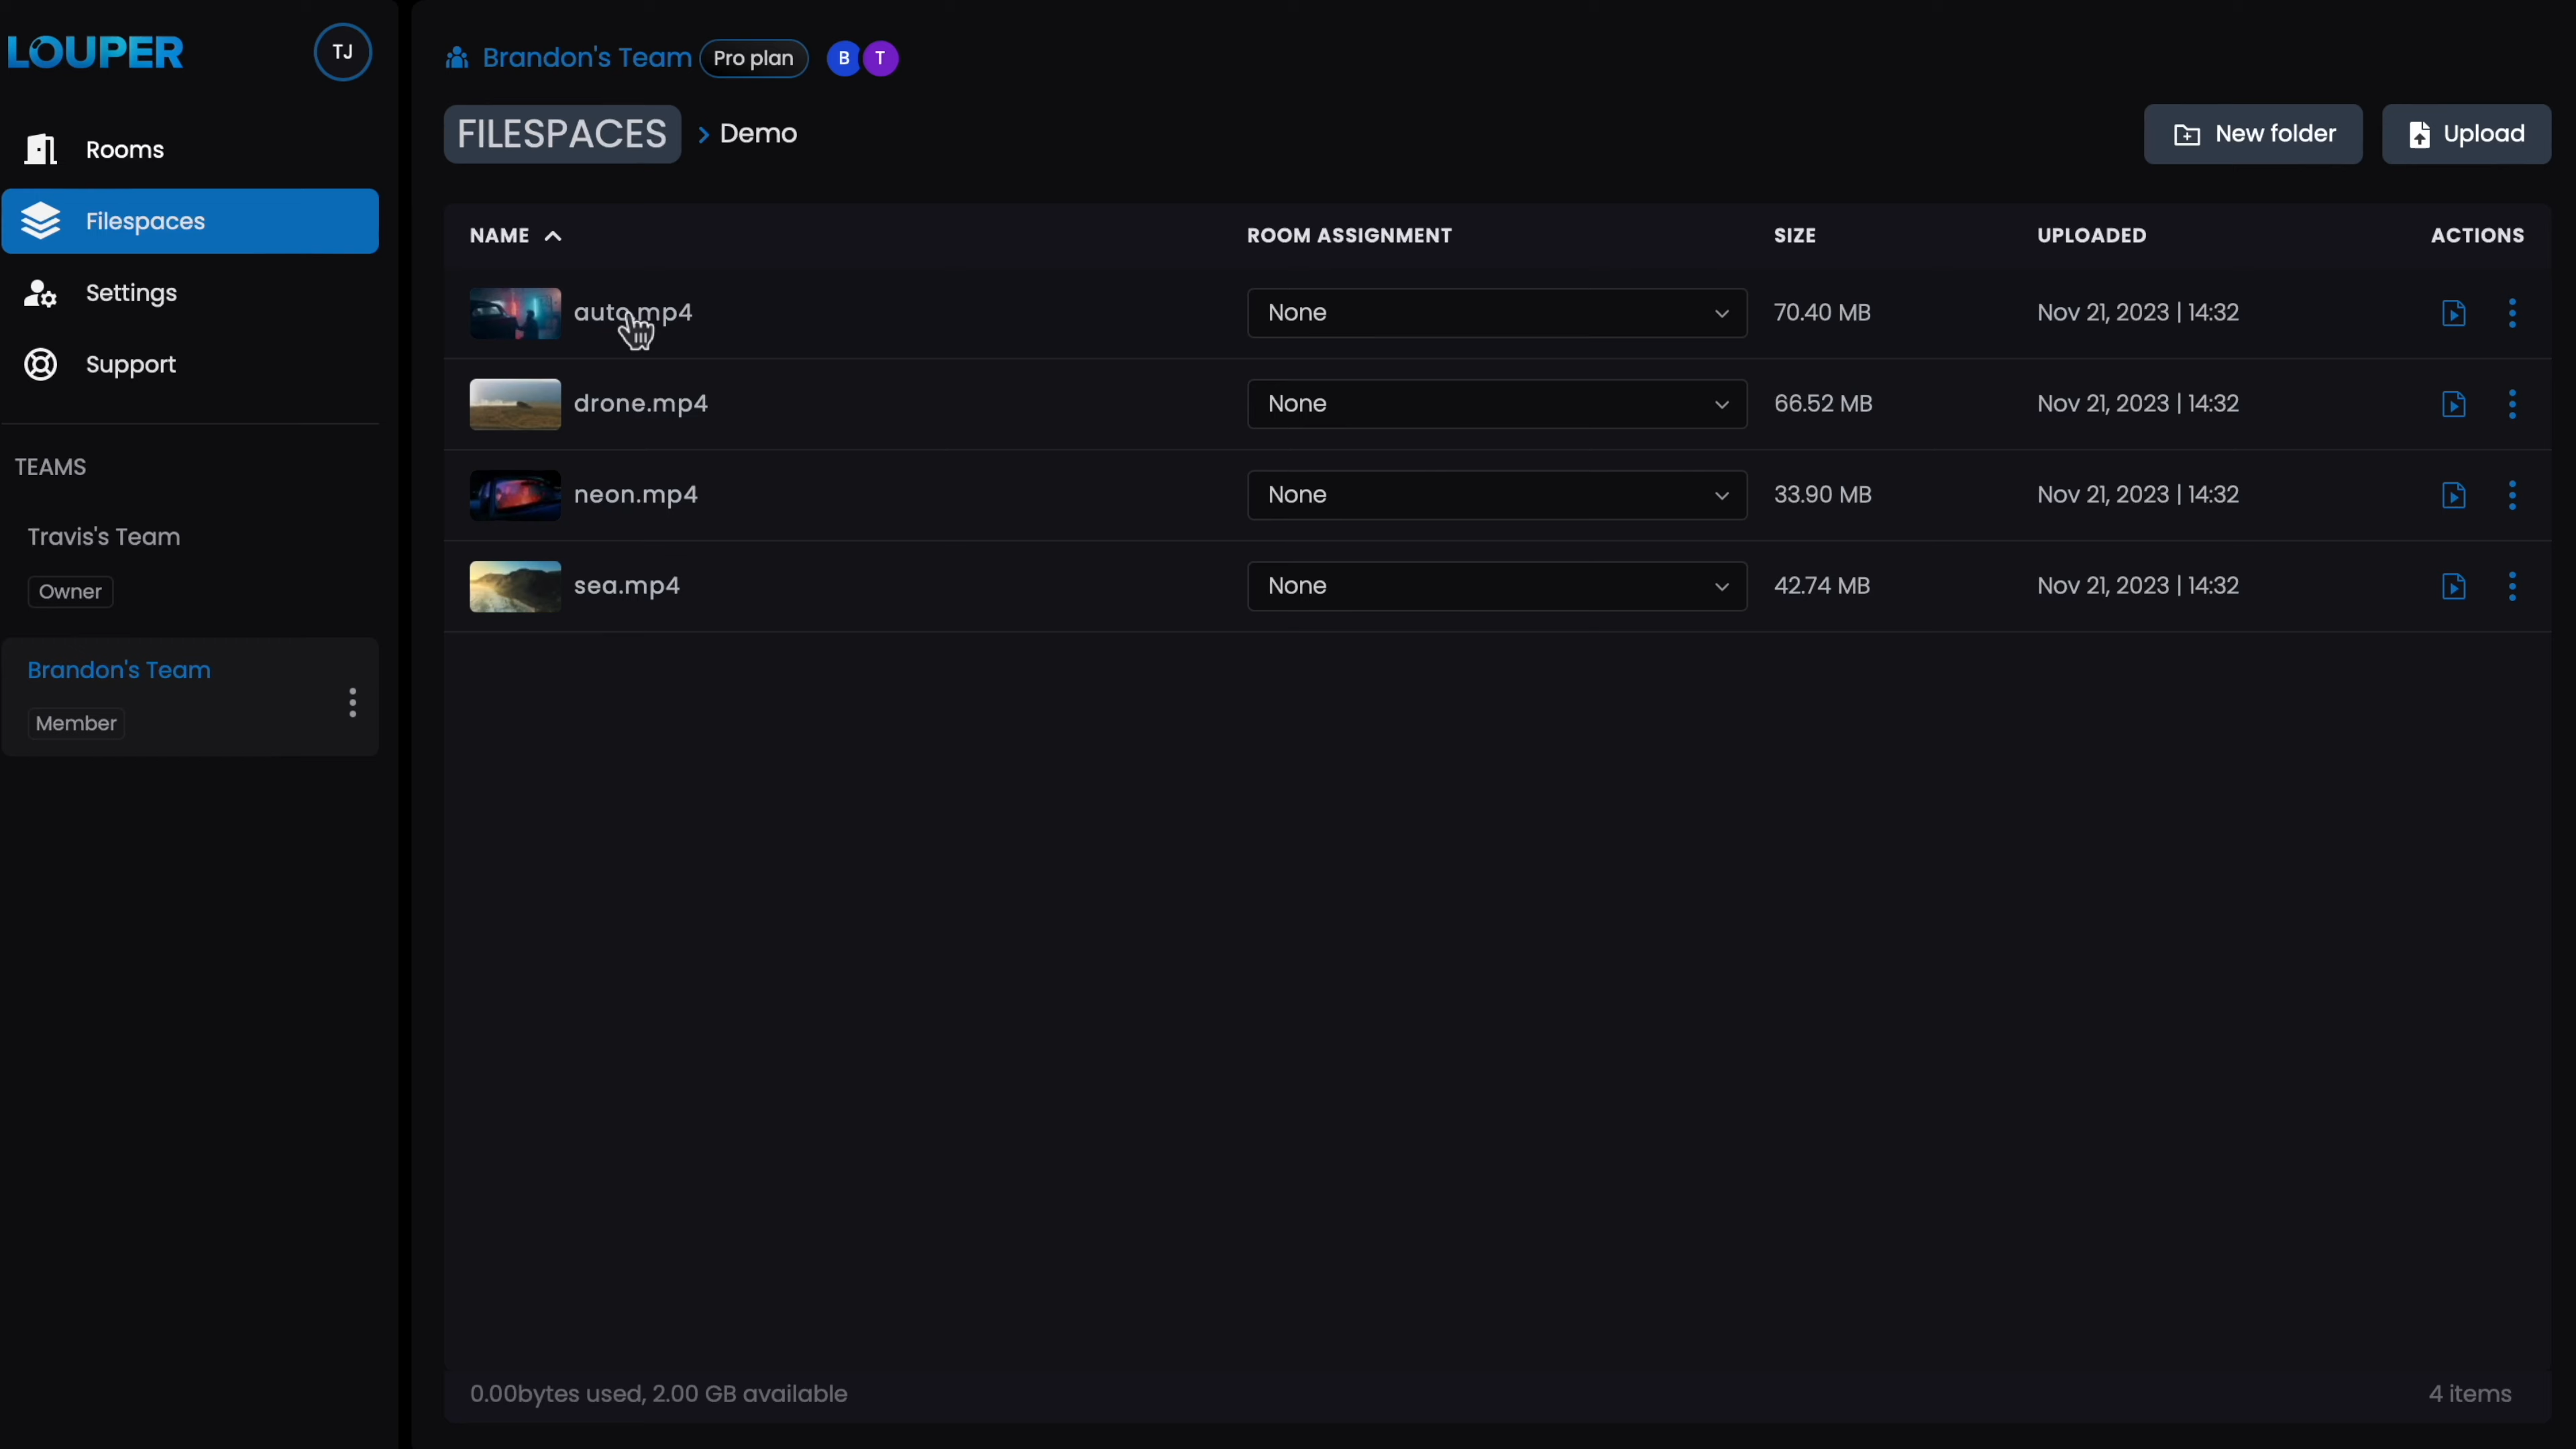 LOUPER
TJ
Rooms
Filespaces
Settings
Support
TEAMS
Travis's Team
Owner
Brandon's Team
Member
Brandon's Team Pro plan B T
FILESPACES > Demo
New folder
Upload
NAME ROOM ASSIGNMENT SIZE UPLOADED ACTIONS
auto.mp4 None 70.40 MB Nov 21, 2023 | 14:32
drone.mp4 None 66.52 MB Nov 21, 2023 | 14:32
neon.mp4 None 33.90 MB Nov 21, 2023 | 14:32
sea.mp4 None 42.74 MB Nov 21, 2023 | 14:32
0.00bytes used, 2.00 GB available
4 items